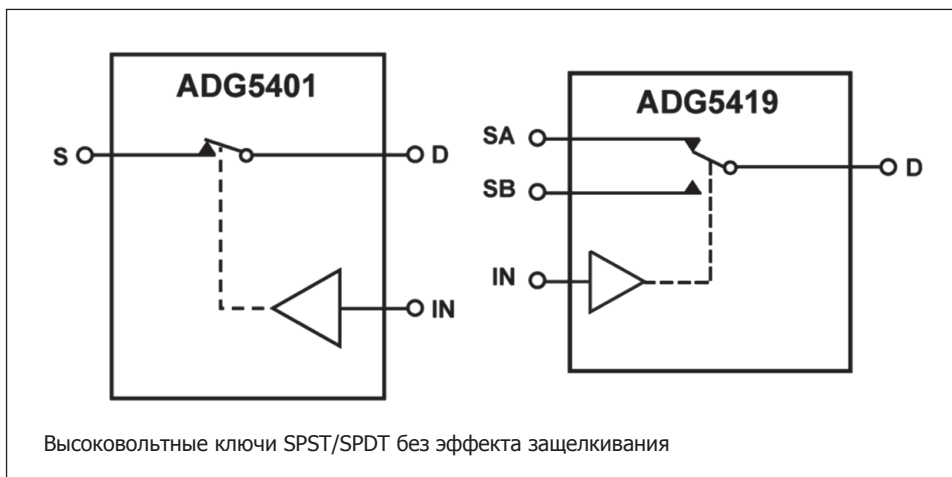 ADG5401
S
D
IN
ADG5419
SA
SB
D
IN
Высоковольтные ключи SPST/SPDT без эффекта защелкивания